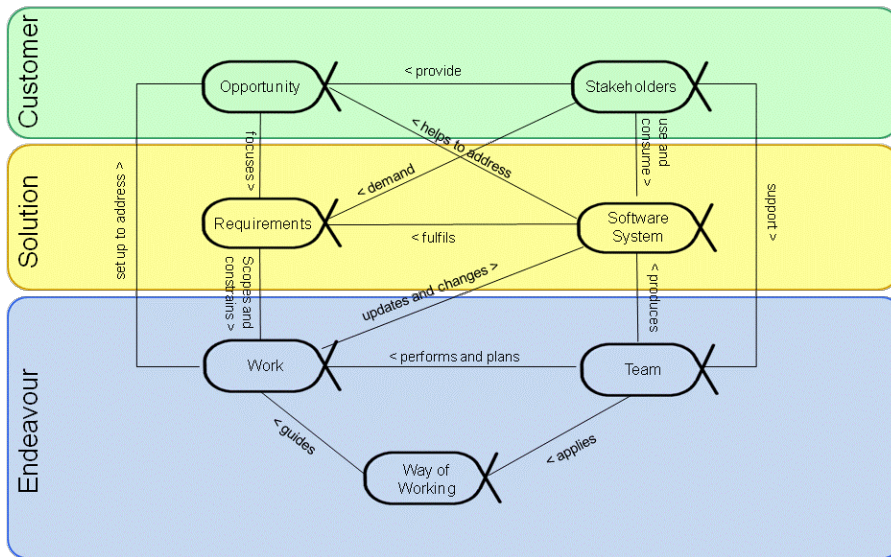 Customer
Opportunity
< provide
Stakeholders
focuses >
< helps to address
use and
consume >
< demand
Solution
set up to address >
support >
Requirements
< fulfils
Software
System
Scopes and
constrains >
updates and changes >
< produces
Endeavour
Work
< performs and plans
Team
< guides
< applies
Way of
Working